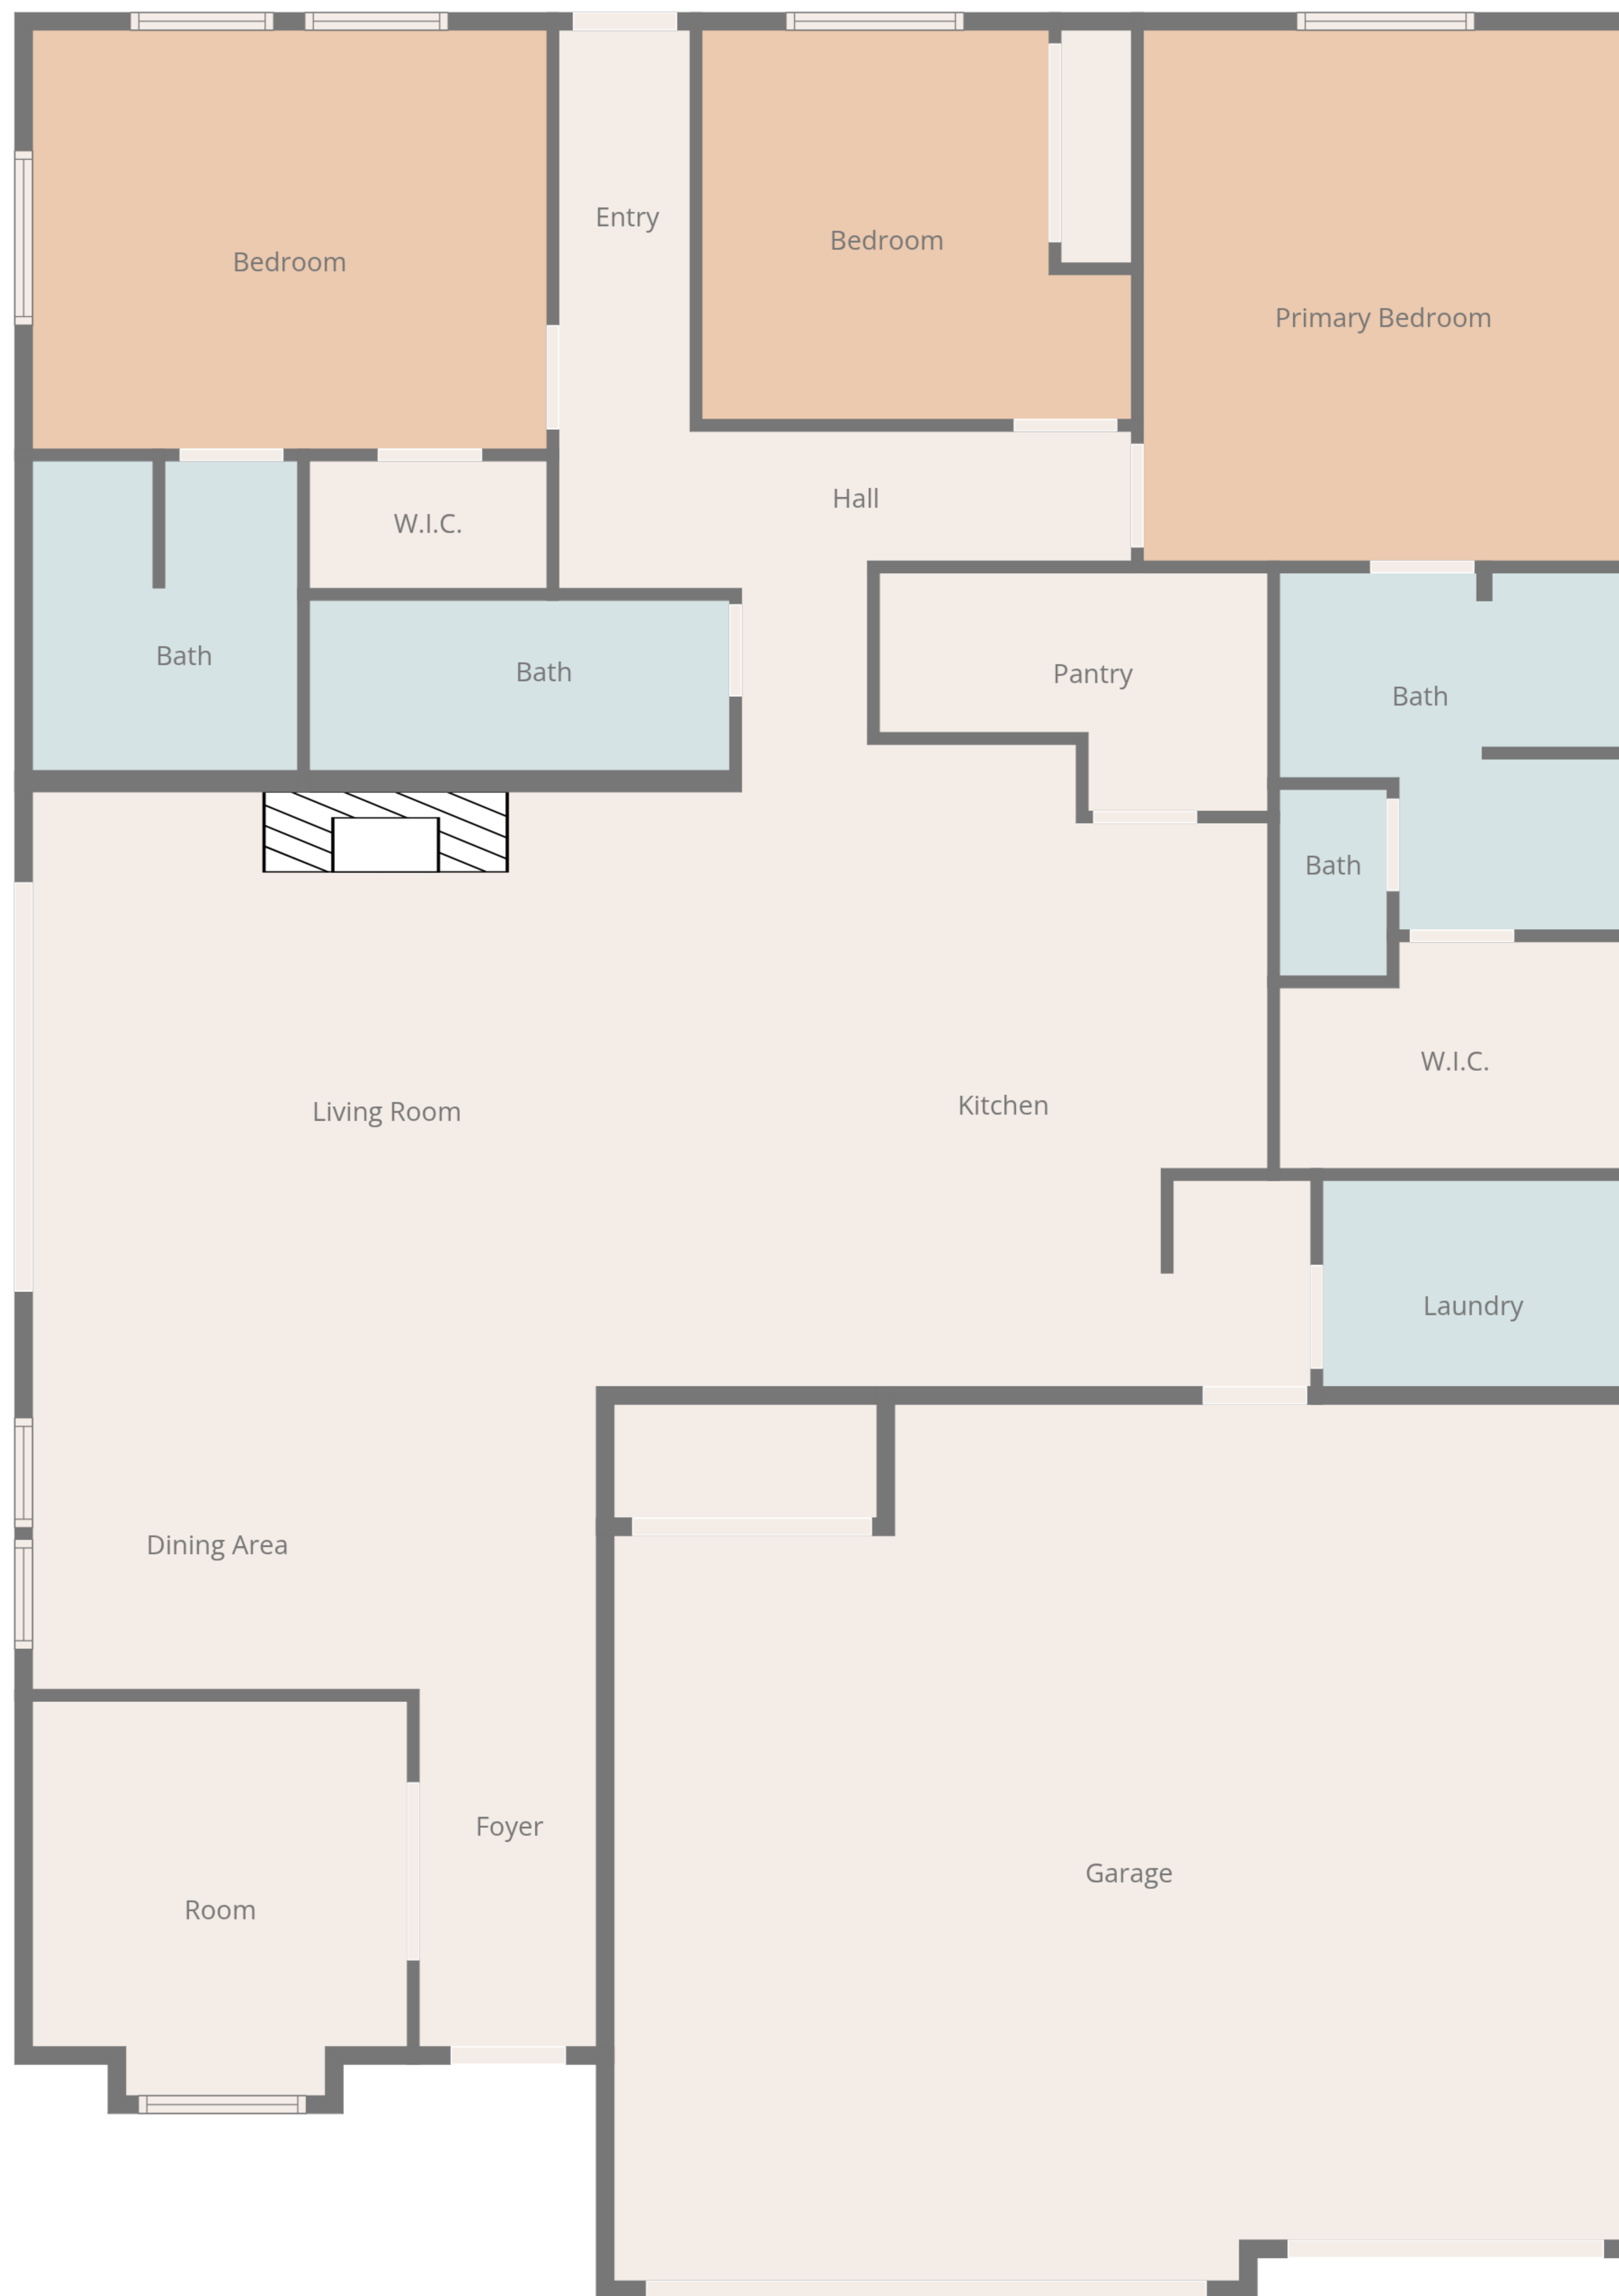 Entry
Bedroom
Bedroom
Primary Bedroom
Hall
W.I.C.
Bath
Bath
Pantry
Bath
Bath
W.I.C.
Living Room
Kitchen
Laundry
Dining Area
Foyer
Garage
Room